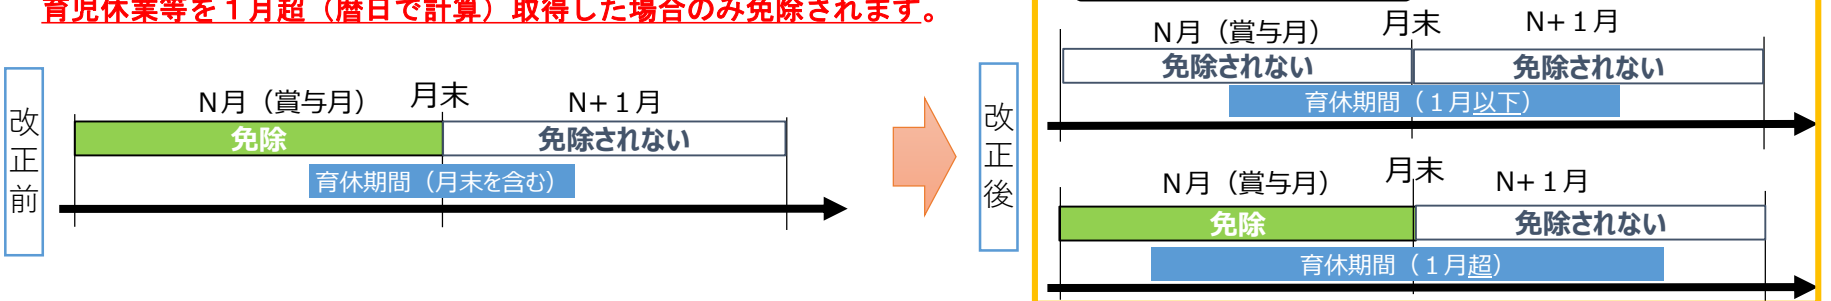 育児休業等を１月超（暦日で計算）取得した場合のみ免除されます。
改正前
N月（賞与月） 月末 N+１月
免除 免除されない
育休期間（月末を含む）
改正後
N月（賞与月） 月末 N+１月
免除されない 免除されない
育休期間（１月以下）
N月（賞与月） 月末 N+１月
免除 免除されない
育休期間（１月超）